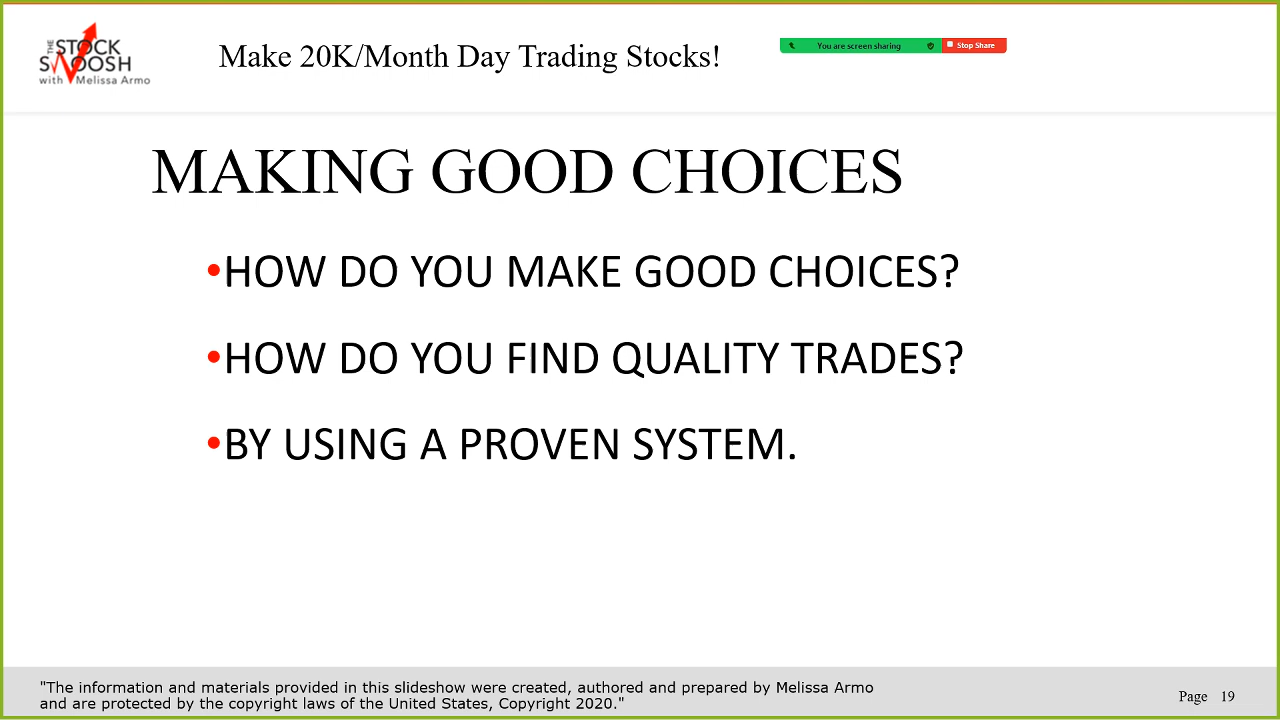 THE
STOCK
SWOOSH
with Melissa Armo
Make 20K/Month Day Trading Stocks!
You are screen sharing
Stop Share
MAKING GOOD CHOICES
•HOW DO YOU MAKE GOOD CHOICES?
•HOW DO YOU FIND QUALITY TRADES?
•BY USING A PROVEN SYSTEM.
"The information and materials provided in this slideshow were created, authored and prepared by Melissa Armo
and are protected by the copyright laws of the United States, Copyright 2020."
Page 19